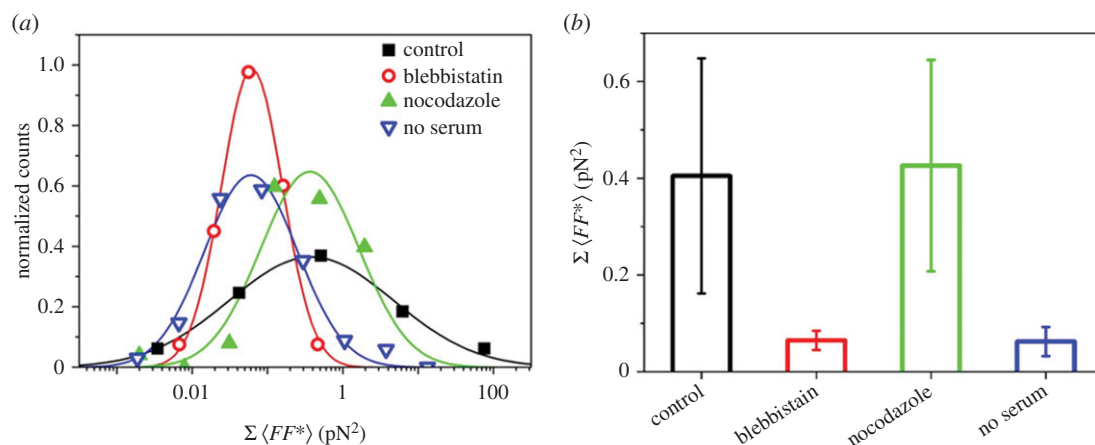 (a)
1.0
0.8
0.6
0.4
0.2
0
normalized counts
control
blebbistatin
nocodazole
no serum
0.01
1
100
Σ ⟨FF*⟩ (pN²)
(b)
0.6
0.4
0.2
0
Σ ⟨FF*⟩ (pN²)
control
blebbistain
nocodazole
no serum